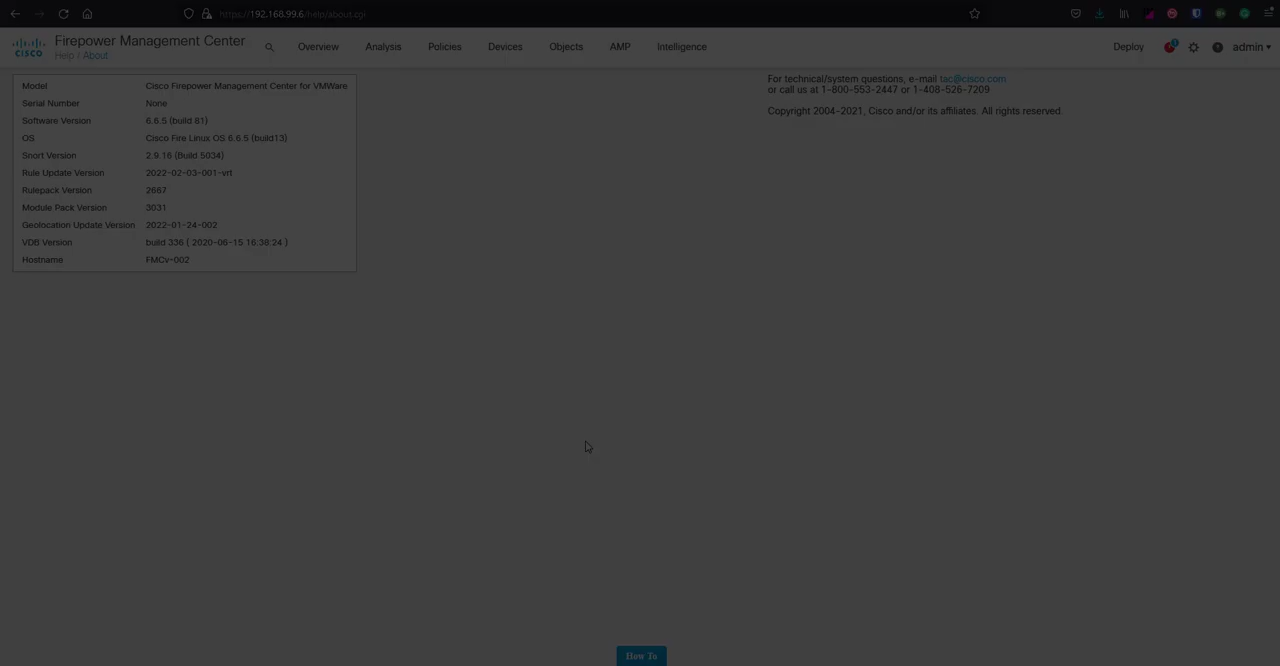 https://192.168.99.6/help/about.cgi
CISCO
Firepower Management Center
Help / About
Overview
Analysis
Policies
Devices
Objects
AMP
Intelligence
Deploy
1
admin
Model Cisco Firepower Management Center for VMWare
Serial Number None
Software Version 6.6.5 (build 81)
OS Cisco Fire Linux OS 6.6.5 (build13)
Snort Version 2.9.16 (Build 5034)
Rule Update Version 2022-02-03-001-vrt
Rulepack Version 2667
Module Pack Version 3031
Geolocation Update Version 2022-01-24-002
VDB Version build 336 ( 2020-06-15 16:38:24 )
Hostname FMCv-002
For technical/system questions, e-mail tac@cisco.com
or call us at 1-800-553-2447 or 1-408-526-7209
Copyright 2004-2021, Cisco and/or its affiliates. All rights reserved.
How To